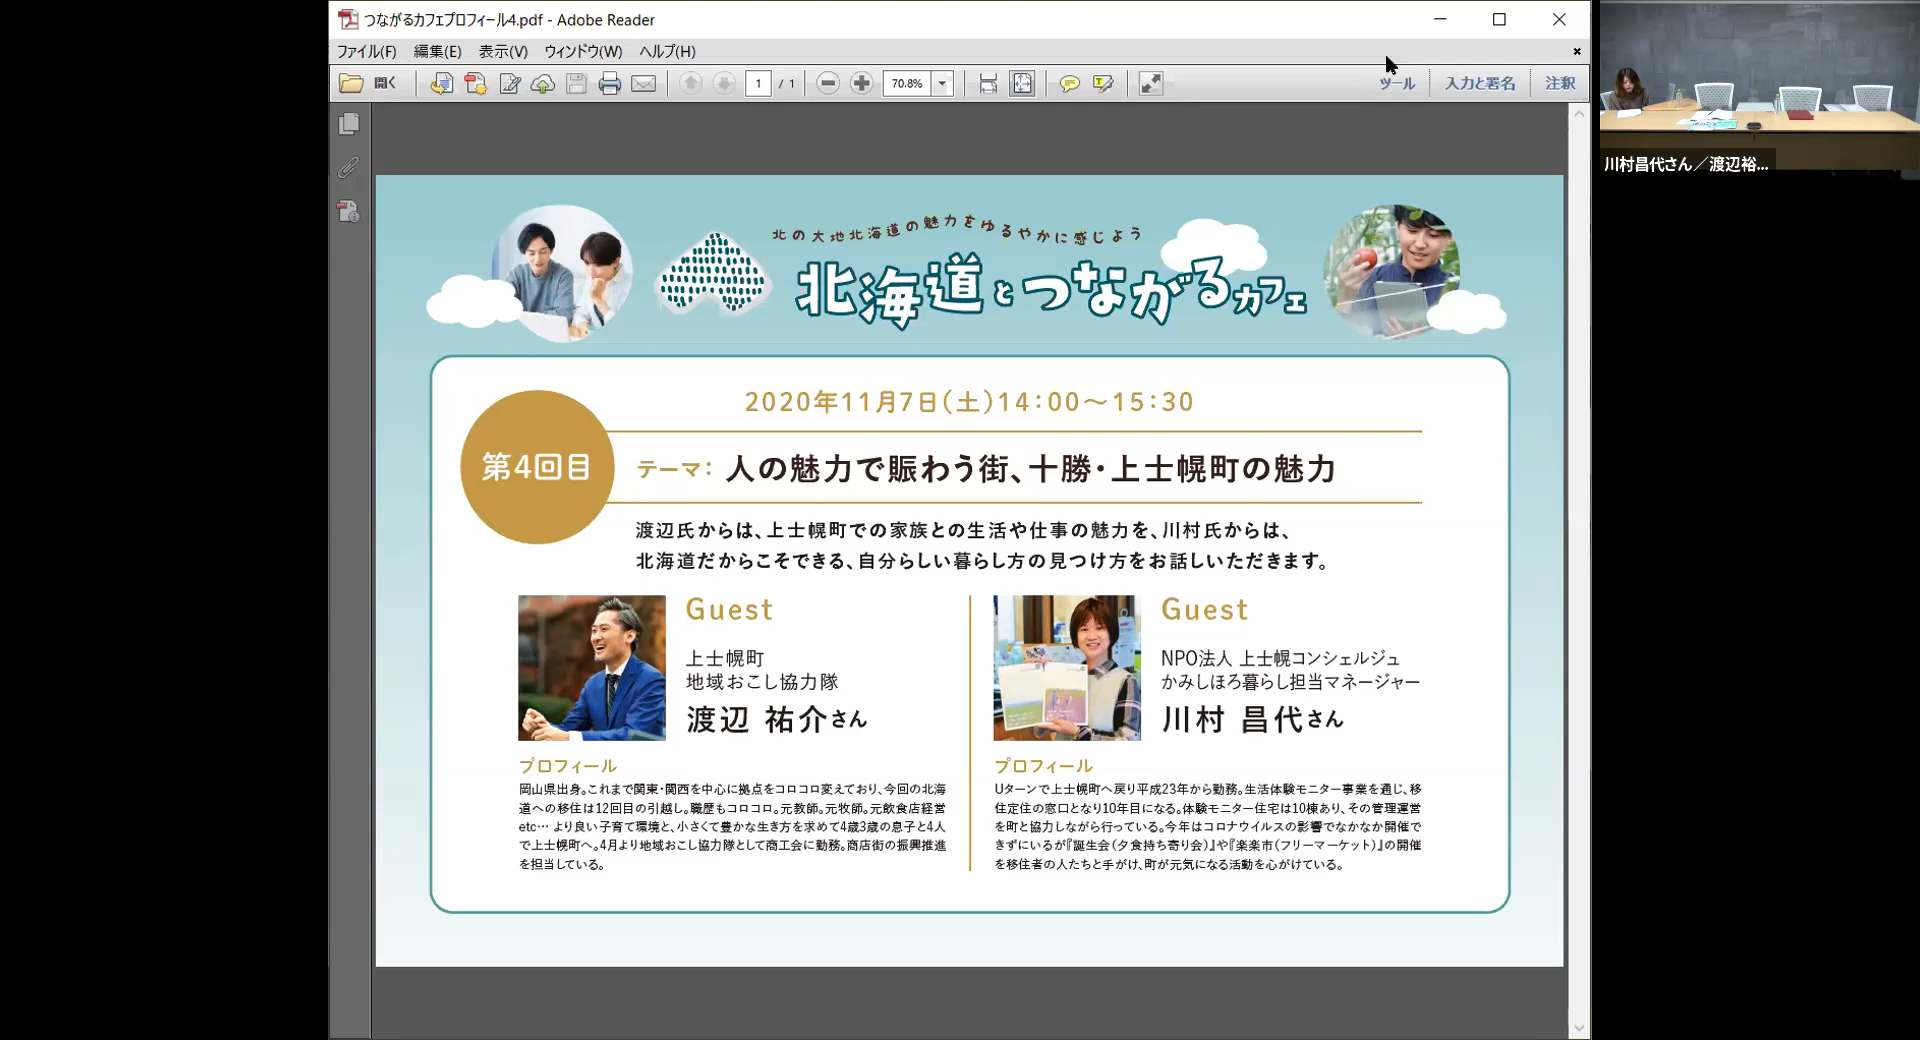 つながるカフェプロフィール4.pdf - Adobe Reader
ファイル(F) 編集(E) 表示(V) ウィンドウ(W) ヘルプ(H)
開く 1 / 1 70.8% ツール 入力と署名 注釈
川村昌代さん／渡辺裕...
北の大地北海道の魅力をゆるやかに感じよう
北海道とつながるカフェ
2020年11月7日(土)14:00〜15:30
第4回目
テーマ: 人の魅力で賑わう街、十勝・上士幌町の魅力
渡辺氏からは、上士幌町での家族との生活や仕事の魅力を、川村氏からは、
北海道だからこそできる、自分らしい暮らし方の見つけ方をお話しいただきます。
Guest
上士幌町
地域おこし協力隊
渡辺 祐介さん
プロフィール
岡山県出身。これまで関東・関西を中心に拠点をコロコロ変えており、今回の北海
道への移住は12回目の引越し。職歴もコロコロ。元教師。元牧師。元飲食店経営
etc… より良い子育て環境と、小さくて豊かな生き方を求めて4歳3歳の息子と4人
で上士幌町へ。4月より地域おこし協力隊として商工会に勤務。商店街の振興推進
を担当している。
Guest
NPO法人 上士幌コンシェルジュ
かみしほろ暮らし担当マネージャー
川村 昌代さん
プロフィール
Uターンで上士幌町へ戻り平成23年から勤務。生活体験モニター事業を通じ、移
住定住の窓口となり10年目になる。体験モニター住宅は10棟あり、その管理運営
を町と協力しながら行っている。今年はコロナウイルスの影響でなかなか開催で
きずにいるが『誕生会(夕食持ち寄り会)』や『楽楽市(フリーマーケット)』の開催
を移住者の人たちと手がけ、町が元気になる活動を心がけている。